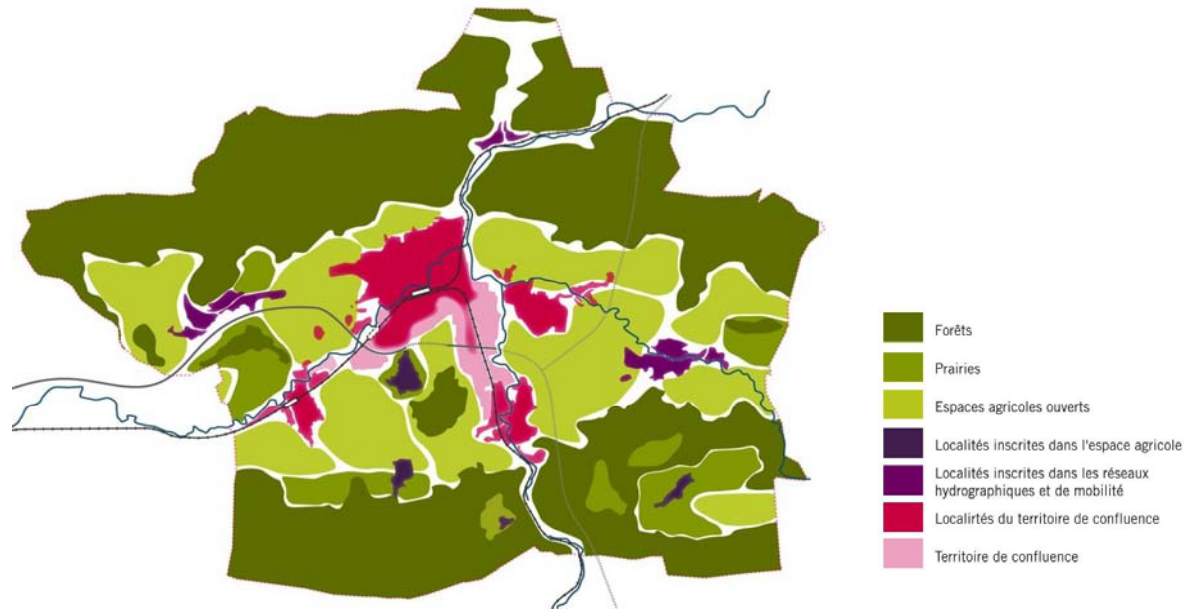 Forêts
Prairies
Espaces agricoles ouverts
Localités inscrites dans l'espace agricole
Localités inscrites dans les réseaux
hydrographiques et de mobilité
Localirtés du territoire de confluence
Territoire de confluence